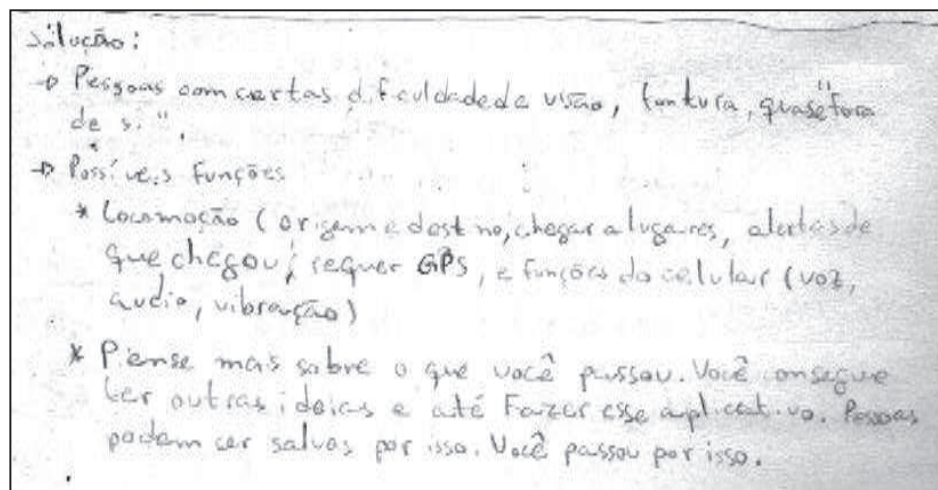 Solução:
→ Pessoas com certas dificuldade de visão, tontura, quase "fora
de si".
→ Possíveis Funções
* Locomoção (origem e destino, chegar a lugares, alertas de
que chegou; requer GPS, e funções do celular (voz,
audio, vibração)
* Pense mais sobre o que você passou. Você consegue
ter outras ideias e até Fazer esse aplicativo. Pessoas
podem ser salvas por isso. Você passou por isso.